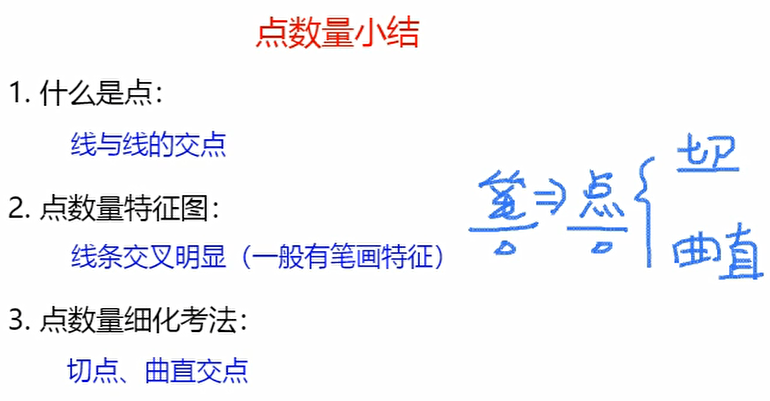 点数量小结
1. 什么是点：
线与线的交点
2. 点数量特征图：
线条交叉明显（一般有笔画特征）
3. 点数量细化考法：
切点、曲直交点
笔⇒点
切
曲直